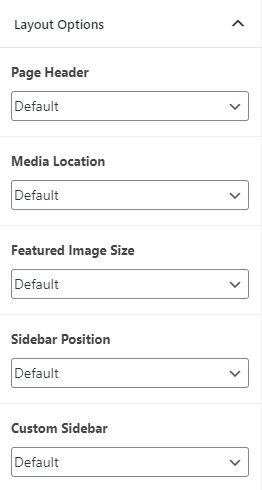 Layout Options
Page Header
Default
Media Location
Default
Featured Image Size
Default
Sidebar Position
Default
Custom Sidebar
Default